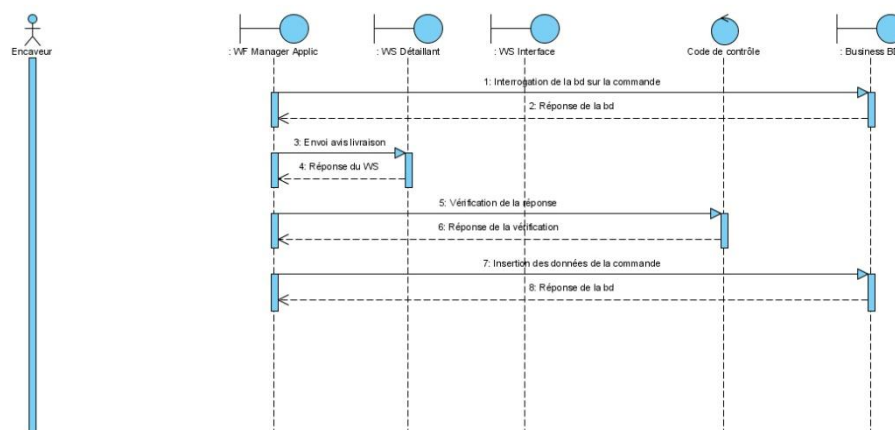 Encaveur
: WF Manager Applic
: WS Détaillant
: WS Interface
Code de contrôle
: Business BD
1: Interrogation de la bd sur la commande
2: Réponse de la bd
3: Envoi avis livraison
4: Réponse du WS
5: Vérification de la réponse
6: Réponse de la vérification
7: Insertion des données de la commande
8: Réponse de la bd